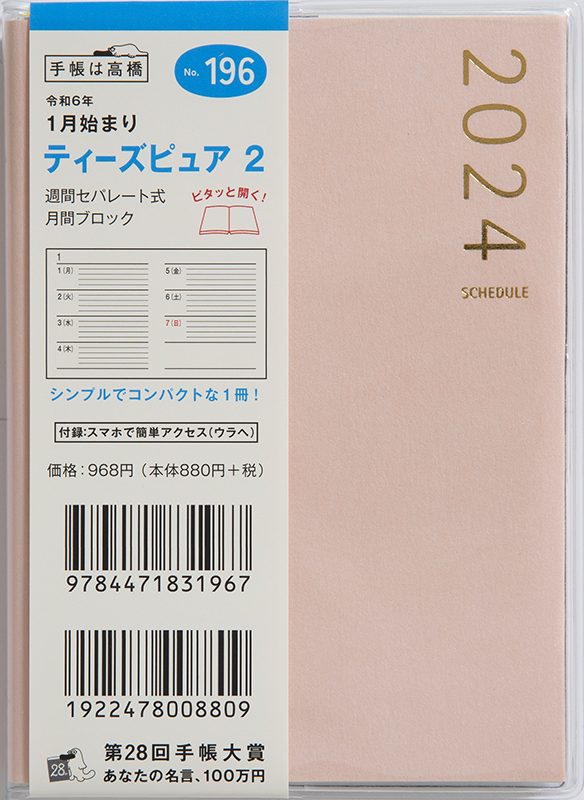 手帳は高橋
No. 196
令和6年
1月始まり
ティーズピュア 2
週間セパレート式
月間ブロック
ピタッと開く!
1
1(月)
2(火)
3(水)
4(木)
5(金)
6(土)
7(日)
シンプルでコンパクトな1冊!
付録:スマホで簡単アクセス(ウラへ)
価格:968円(本体880円+税)
9784471831967
1922478008809
28th
第28回手帳大賞
あなたの名言、100万円
2024
SCHEDULE